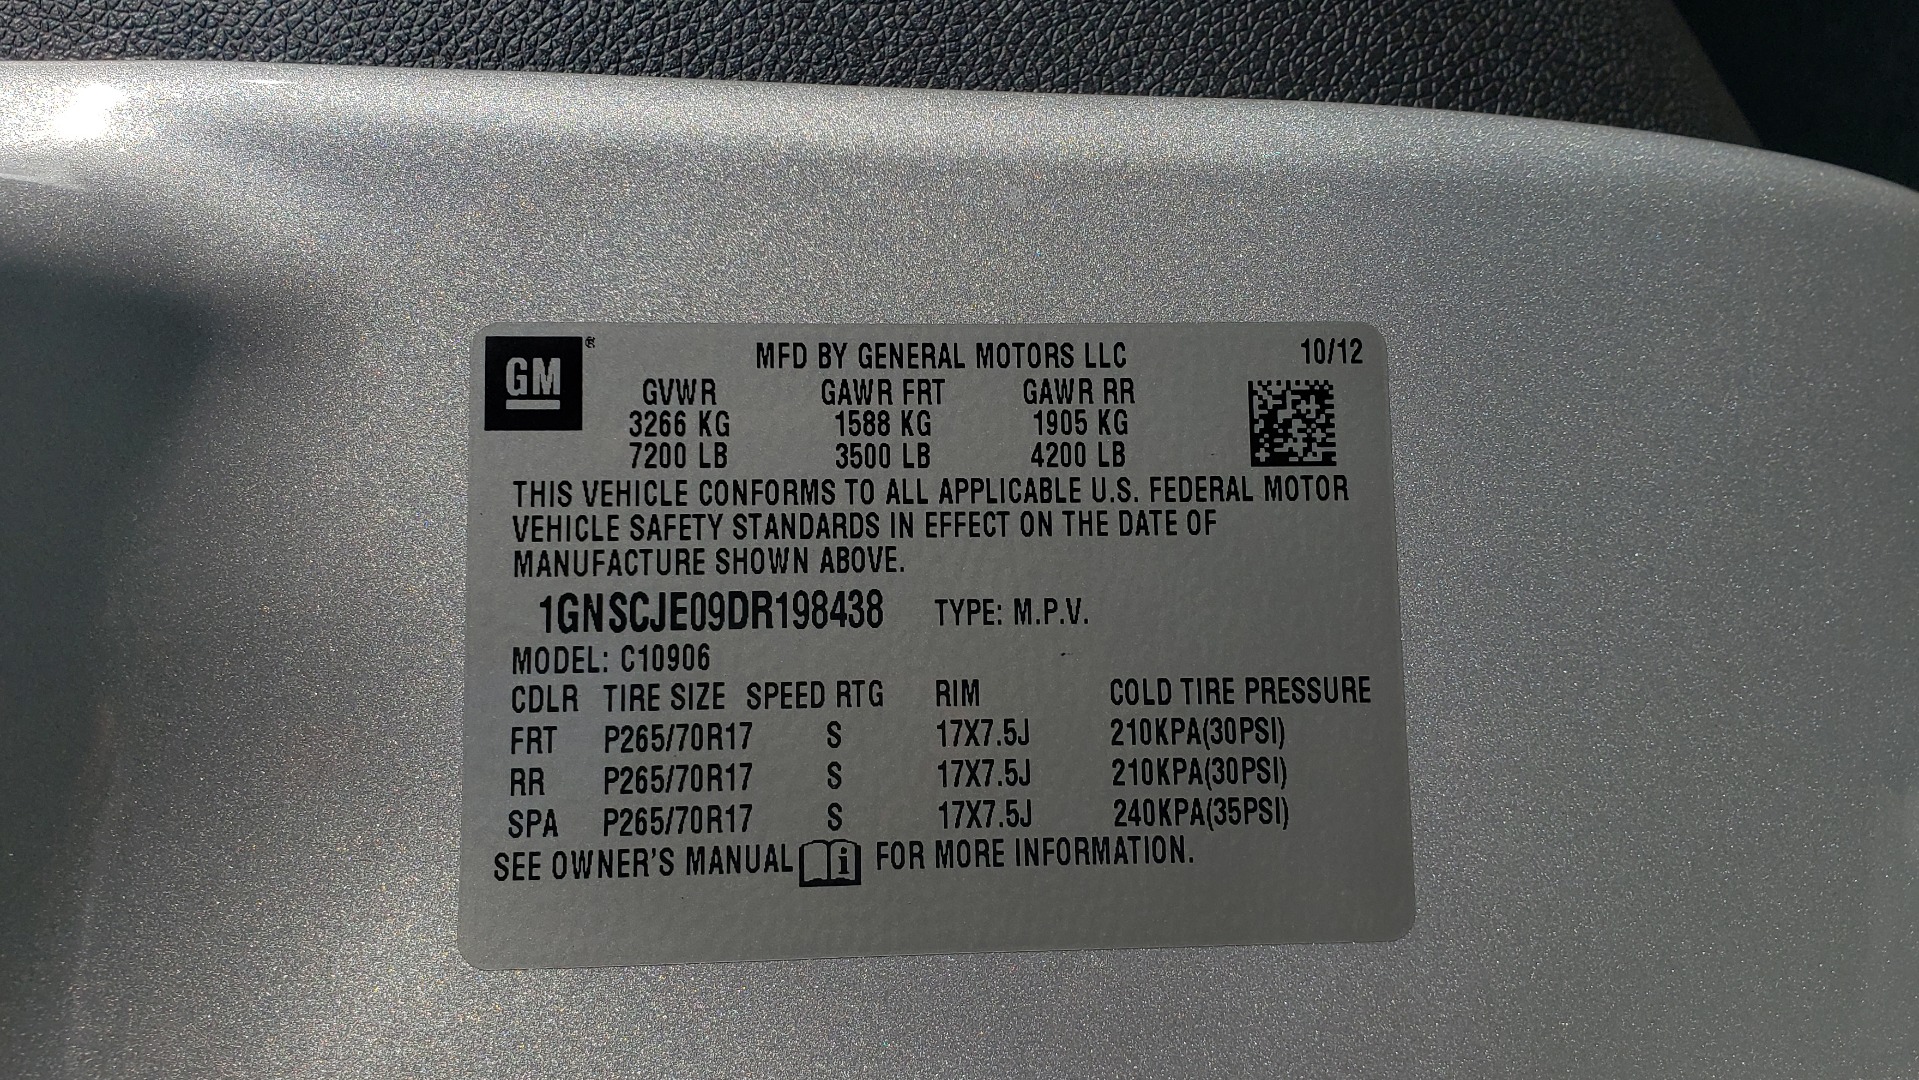 GM ® MFD BY GENERAL MOTORS LLC 10/12
GVWR GAWR FRT GAWR RR
3266 KG 1588 KG 1905 KG
7200 LB 3500 LB 4200 LB
THIS VEHICLE CONFORMS TO ALL APPLICABLE U.S. FEDERAL MOTOR
VEHICLE SAFETY STANDARDS IN EFFECT ON THE DATE OF
MANUFACTURE SHOWN ABOVE.
1GNSCJE09DR198438 TYPE: M.P.V.
MODEL: C10906
CDLR TIRE SIZE SPEED RTG RIM COLD TIRE PRESSURE
FRT P265/70R17 S 17X7.5J 210KPA(30PSI)
RR P265/70R17 S 17X7.5J 210KPA(30PSI)
SPA P265/70R17 S 17X7.5J 240KPA(35PSI)
SEE OWNER'S MANUAL i FOR MORE INFORMATION.